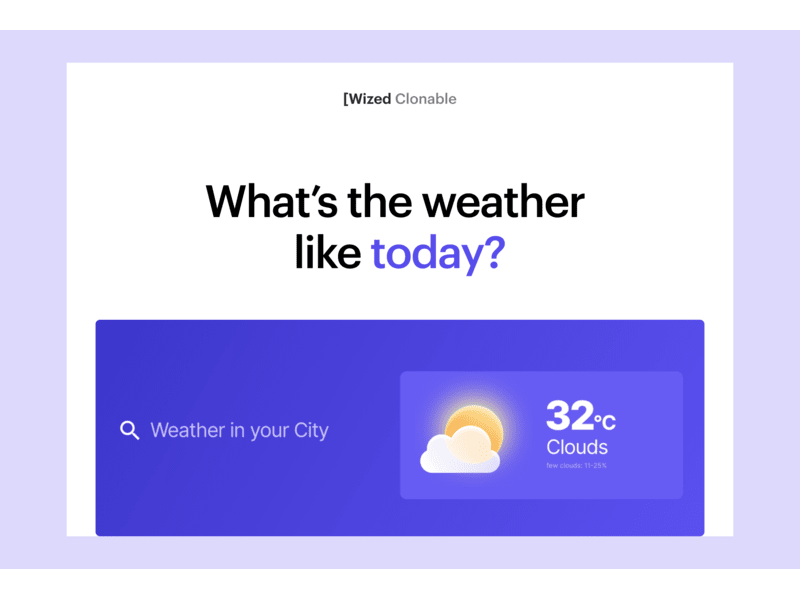 [Wized Clonable
What's the weather
like today?
Weather in your City
32°C
Clouds
few clouds: 11-25%